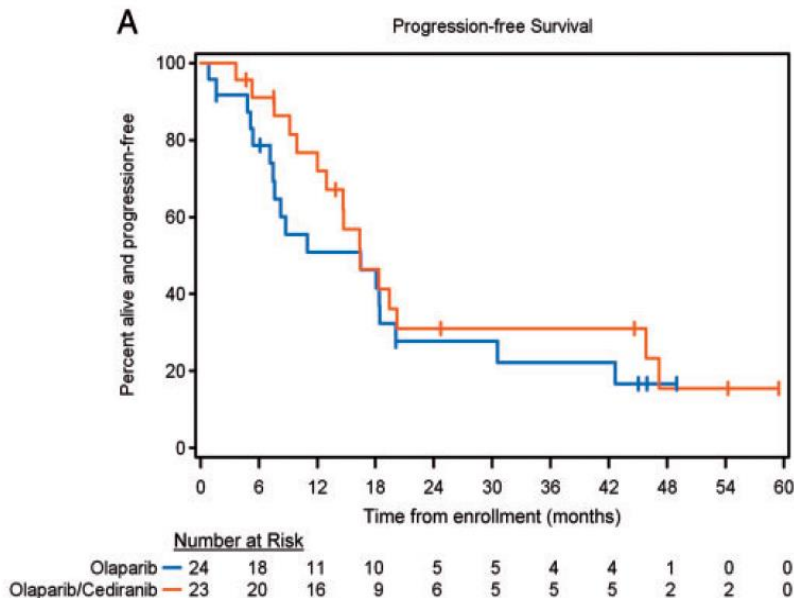 A
Progression-free Survival
Percent alive and progression-free
100
80
60
40
20
0
0 6 12 18 24 30 36 42 48 54 60
Time from enrollment (months)
Number at Risk
Olaparib 24 18 11 10 5 5 4 4 1 0 0
Olaparib/Cediranib 23 20 16 9 6 5 5 5 2 2 0